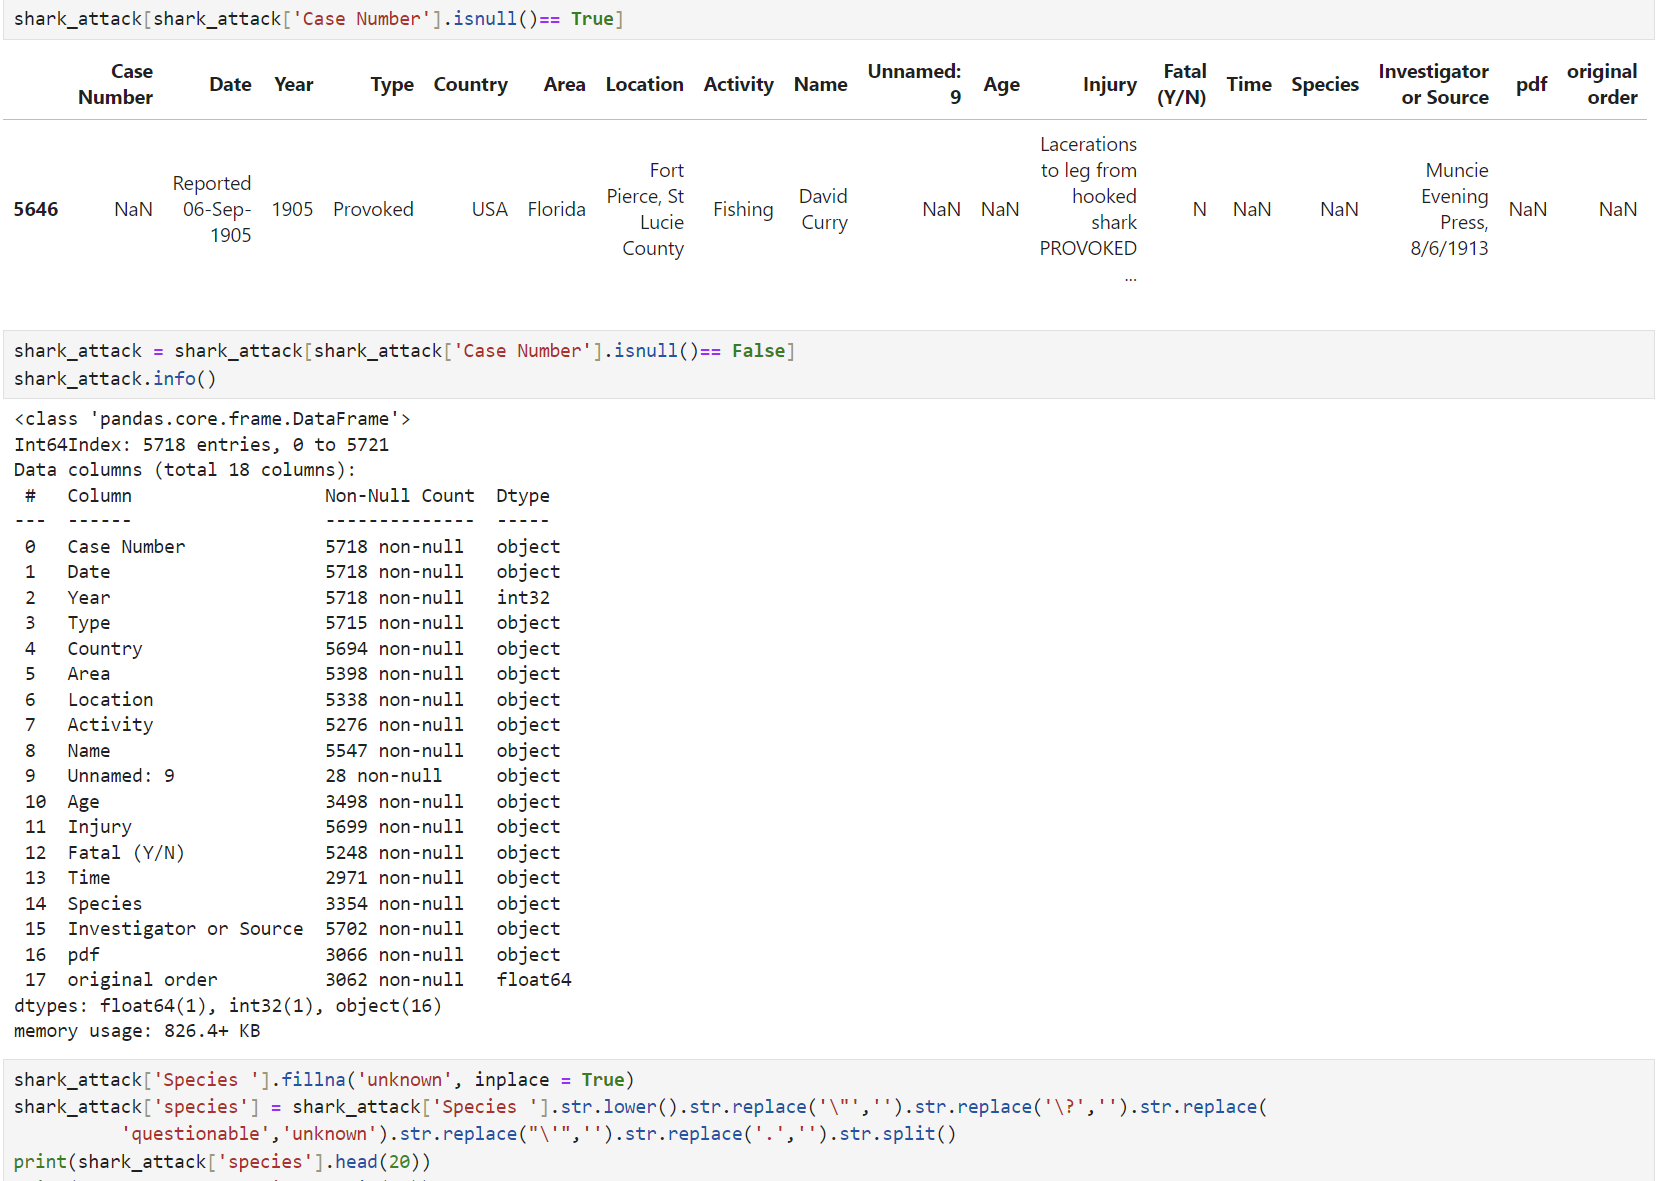 shark_attack[shark_attack['Case Number'].isnull()== True]
Case Number Date Year Type Country Area Location Activity Name Unnamed: 9 Age Injury Fatal (Y/N) Time Species Investigator or Source pdf original order
5646 NaN Reported 06-Sep-1905 1905 Provoked USA Florida Fort Pierce, St Lucie County Fishing David Curry NaN NaN Lacerations to leg from hooked shark PROVOKED ... N NaN NaN Muncie Evening Press, 8/6/1913 NaN NaN
shark_attack = shark_attack[shark_attack['Case Number'].isnull()== False]
shark_attack.info()
<class 'pandas.core.frame.DataFrame'>
Int64Index: 5718 entries, 0 to 5721
Data columns (total 18 columns):
 #   Column                  Non-Null Count  Dtype
---  ------                  --------------  -----
 0   Case Number             5718 non-null   object
 1   Date                    5718 non-null   object
 2   Year                    5718 non-null   int32
 3   Type                    5715 non-null   object
 4   Country                 5694 non-null   object
 5   Area                    5398 non-null   object
 6   Location                5338 non-null   object
 7   Activity                5276 non-null   object
 8   Name                    5547 non-null   object
 9   Unnamed: 9              28 non-null     object
 10  Age                     3498 non-null   object
 11  Injury                  5699 non-null   object
 12  Fatal (Y/N)             5248 non-null   object
 13  Time                    2971 non-null   object
 14  Species                 3354 non-null   object
 15  Investigator or Source  5702 non-null   object
 16  pdf                     3066 non-null   object
 17  original order          3062 non-null   float64
dtypes: float64(1), int32(1), object(16)
memory usage: 826.4+ KB
shark_attack['Species '].fillna('unknown', inplace = True)
shark_attack['species'] = shark_attack['Species '].str.lower().str.replace('\"','').str.replace('\?','').str.replace(
          'questionable','unknown').str.replace("\'",'').str.replace('.','').str.split()
print(shark_attack['species'].head(20))